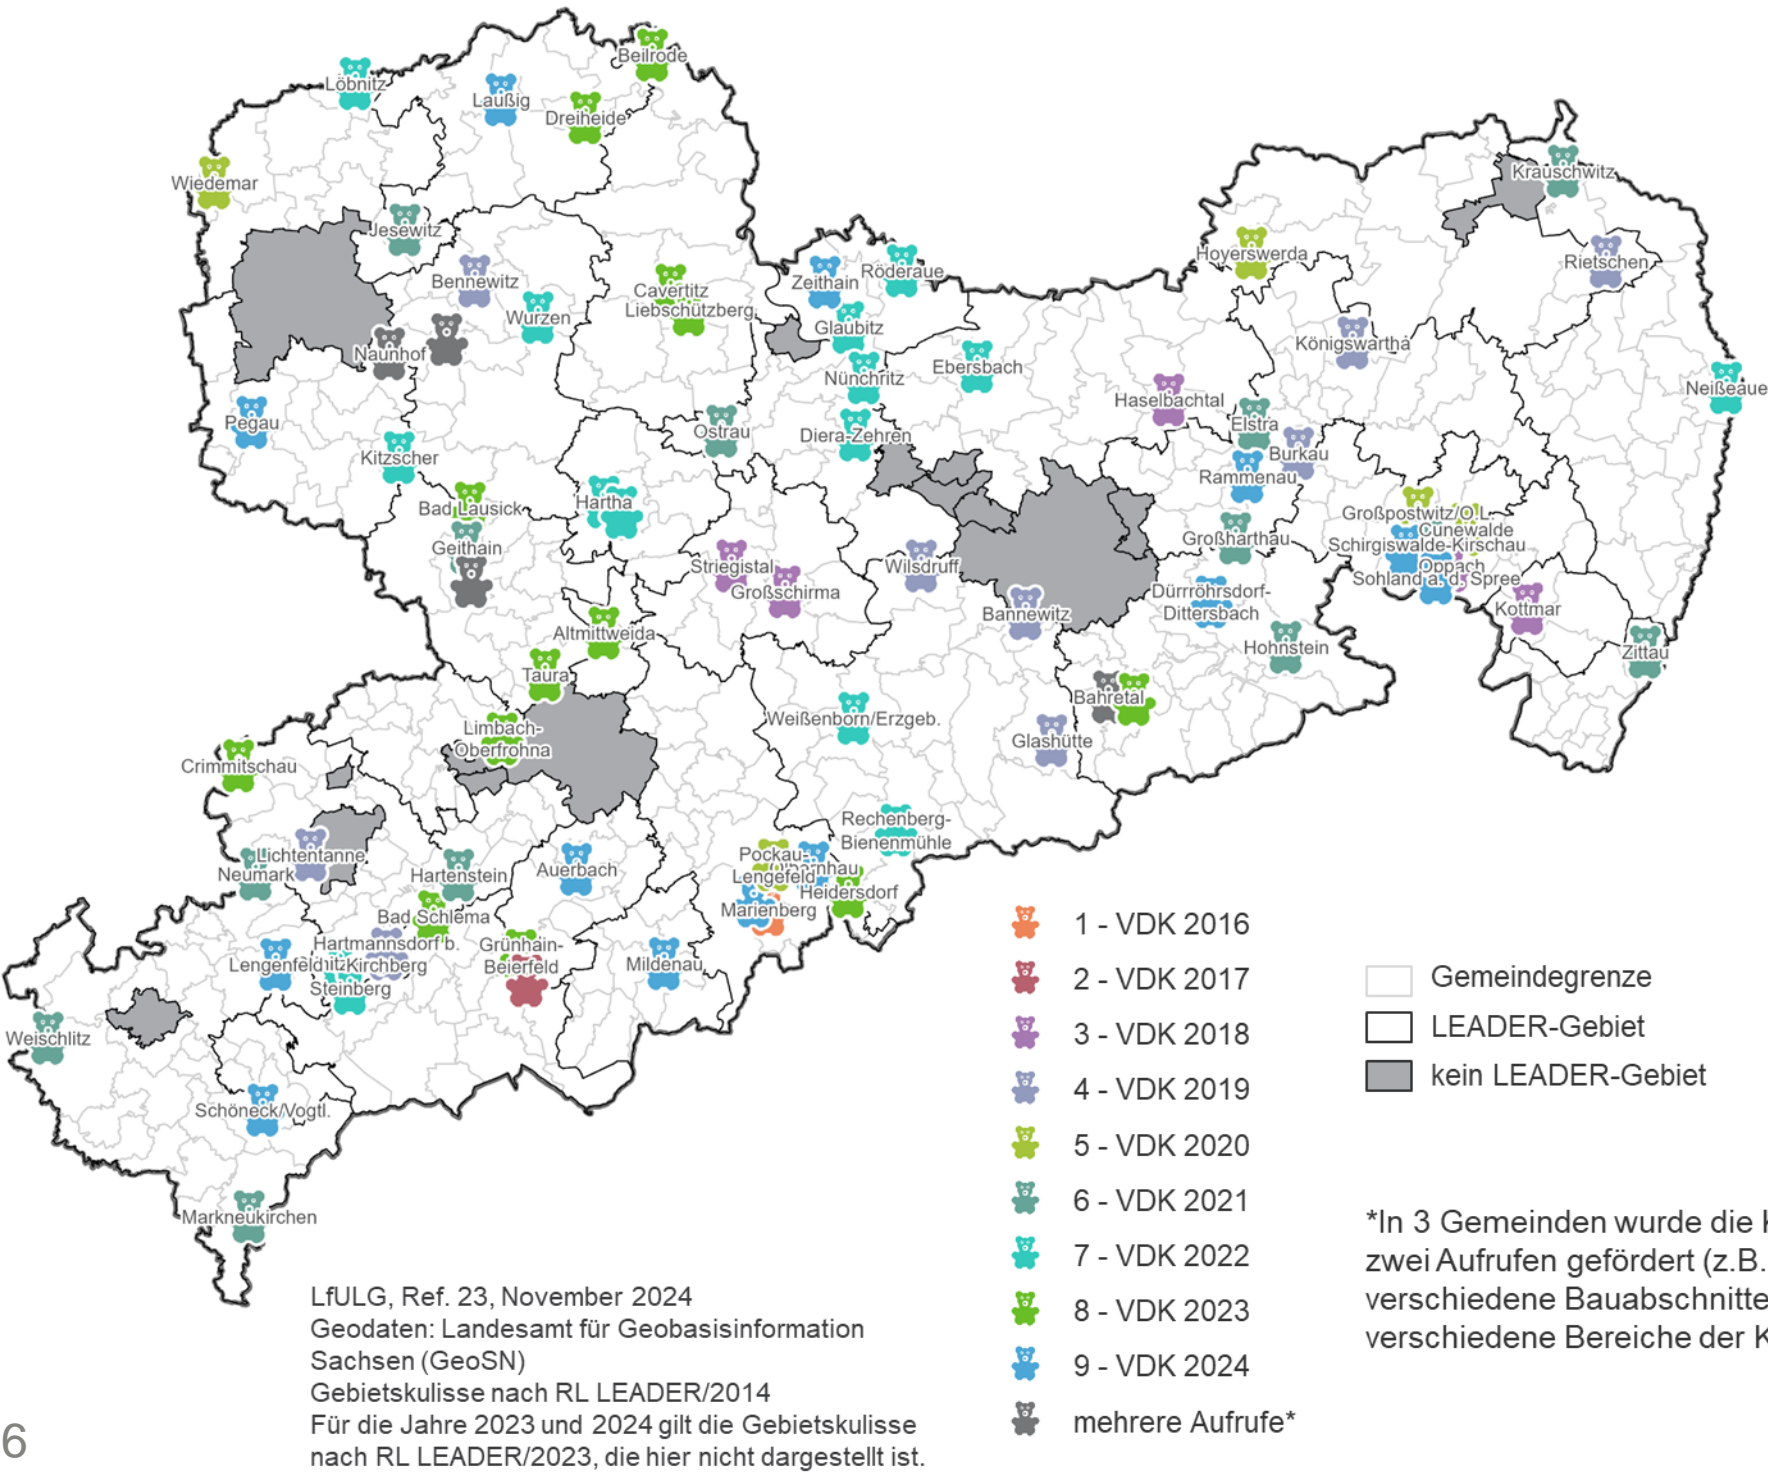 Beilrode
Löbnitz
Laußig
Dreiheide
Wiedemar
Krauschwitz
Jesewitz
Hoyerswerda
Rietschen
Bennewitz
Zeithain
Röderaue
Cavertitz
Liebschützberg
Wurzen
Glaubitz
Naunhof
Königswartha
Nünchritz
Ebersbach
Neißeaue
Haselbachtal
Pegau
Ostrau
Diera-Zehren
Elstra
Kitzscher
Burkau
Rammenau
Bad Lausick
Hartha
Großpostwitz/O.L.
Cunewalde
Großharthau
Schirgiswalde-Kirschau
Geithain
Striegistal
Wilsdruff
Oppach
Sohland a. d. Spree
Großschirma
Dürrröhrsdorf-
Dittersbach
Bannewitz
Kottmar
Altmittweida
Hohnstein
Zittau
Taura
Bahretal
Weißenborn/Erzgeb.
Limbach-
Oberfrohna
Glashütte
Crimmitschau
Rechenberg-
Bienenmühle
Lichtentanne
Neumark
Hartenstein
Auerbach
Pockau-
Lengefeld
Heidersdorf
Marienberg
Bad Schlema
Hartmannsdorf b.
Kirchberg
Grünhain-
Beierfeld
Lengenfeld
Steinberg
Mildenau
Weischlitz
Schöneck/Vogtl.
Markneukirchen
1 - VDK 2016
2 - VDK 2017
3 - VDK 2018
4 - VDK 2019
5 - VDK 2020
6 - VDK 2021
7 - VDK 2022
8 - VDK 2023
9 - VDK 2024
mehrere Aufrufe*
Gemeindegrenze
LEADER-Gebiet
kein LEADER-Gebiet
*In 3 Gemeinden wurde die
zwei Aufrufen gefördert (z.B.
verschiedene Bauabschnitte
verschiedene Bereiche der
LfULG, Ref. 23, November 2024
Geodaten: Landesamt für Geobasisinformation
Sachsen (GeoSN)
Gebietskulisse nach RL LEADER/2014
Für die Jahre 2023 und 2024 gilt die Gebietskulisse
nach RL LEADER/2023, die hier nicht dargestellt ist.
6